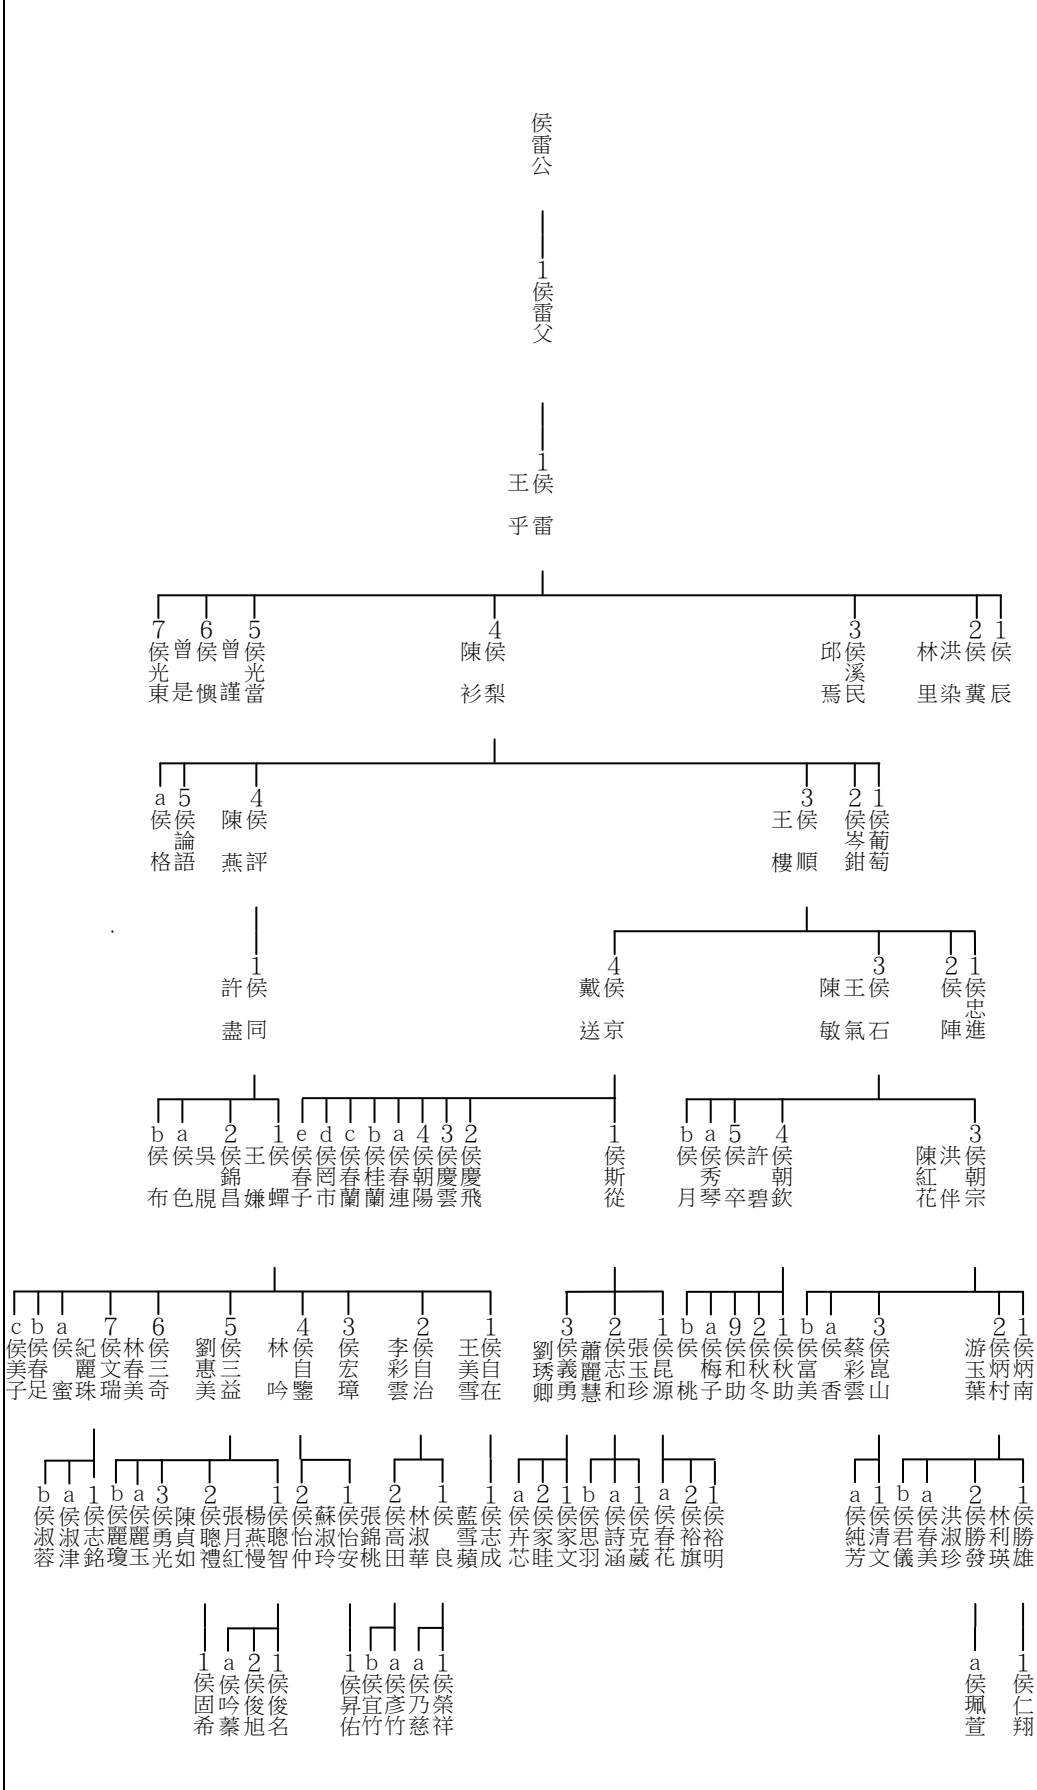 侯雷公
1侯雷父
1侯 雷
王 乎
1侯 辰
2侯 糞
洪 染
林 里
3侯溪民
邱 焉
4侯 梨
陳 衫
5侯光當
曾 謹
6侯 懊
曾 是
7侯光東
1侯葡萄
2侯岑鉗
3侯 順
王 樓
4侯 評
陳 燕
5侯論語
a侯 格
1侯忠進
2侯 陣
3侯 石
王 氣
陳 敏
4侯 京
戴 送
1侯 同
許 盡
3侯朝宗
洪 伴
陳紅花
4侯朝欽
許 碧
5侯 卒
a侯秀琴
b侯 月
1侯斯從
2侯慶飛
3侯慶雲
4侯朝陽
a侯春連
b侯桂蘭
c侯春蘭
d侯罔市
e侯春子
1侯 蟬
王 嫌
2侯錦昌
吳 覕
a侯 色
b侯 布
1侯炳南
2侯炳村
游玉葉
3侯崑山
蔡彩雲
a侯 香
b侯富美
1侯秋助
2侯秋冬
9侯和助
a侯梅子
b侯 桃
1侯昆源
張玉珍
2侯志和
蕭麗慧
3侯義勇
劉琇卿
1侯自在
王美雪
2侯自治
李彩雲
3侯宏璋
4侯自鑒
林 吟
5侯三益
劉惠美
6侯三奇
林春美
7侯文瑞
紀麗珠
a侯 蜜
b侯春足
c侯美子
1侯勝雄
林利瑛
2侯勝發
洪淑珍
a侯春美
b侯君儀
1侯清文
a侯純芳
1侯裕明
2侯裕旗
a侯春花
1侯克葳
a侯詩涵
b侯思羽
1侯家文
2侯家畦
a侯卉芯
1侯志成
藍雪蘋
1侯 良
林淑華
2侯高田
張錦桃
1侯怡安
蘇淑玲
2侯怡仲
1侯聰智
楊燕慢
張月紅
2侯聰禮
陳貞如
3侯勇光
a侯麗玉
b侯麗瓊
1侯志銘
a侯淑津
b侯淑蓉
1侯仁翔
a侯珮萱
1侯榮祥
a侯乃慈
a侯彥竹
b侯宜竹
1侯昇佑
1侯俊名
2侯俊旭
a侯吟蓁
1侯固希